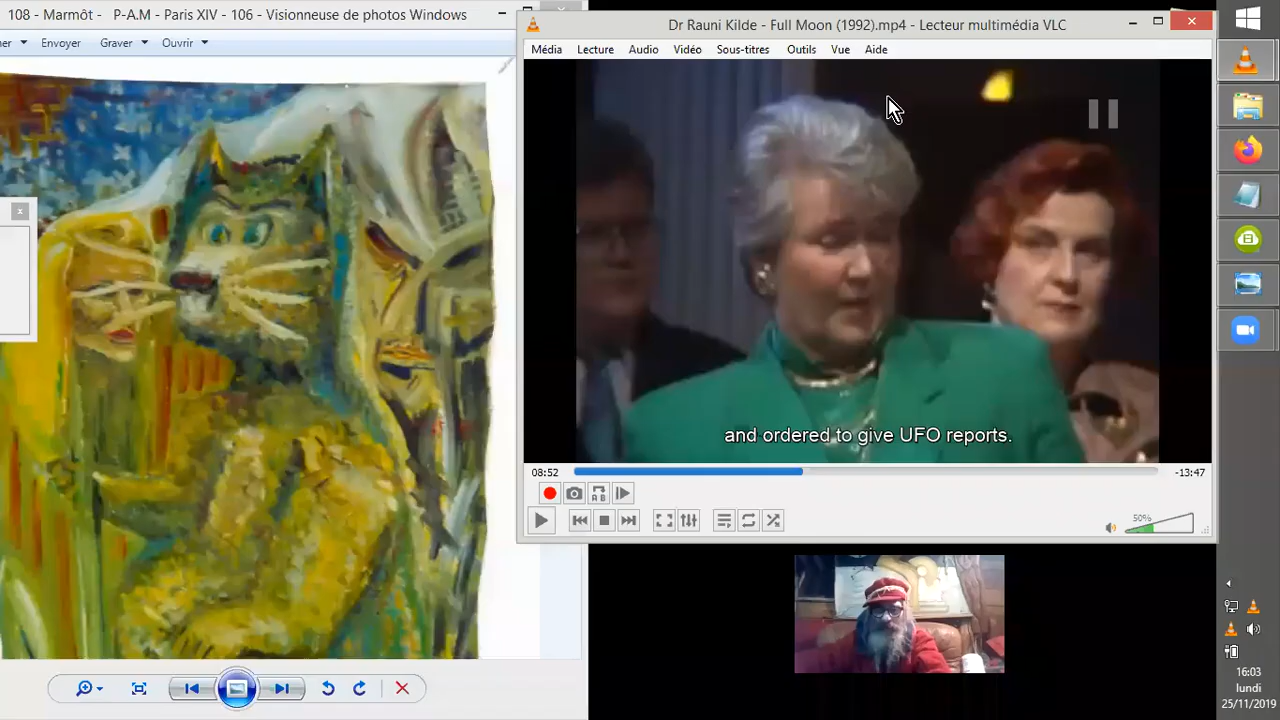 108 - Marmôt - P-A-M - Paris XIV - 106 - Visionneuse de photos Windows
Envoyer Graver Ouvrir
Dr Rauni Kilde - Full Moon (1992).mp4 - Lecteur multimédia VLC
Média Lecture Audio Vidéo Sous-titres Outils Vue Aide
and ordered to give UFO reports.
08:52 -13:47
50%
16:03
lundi
25/11/2019